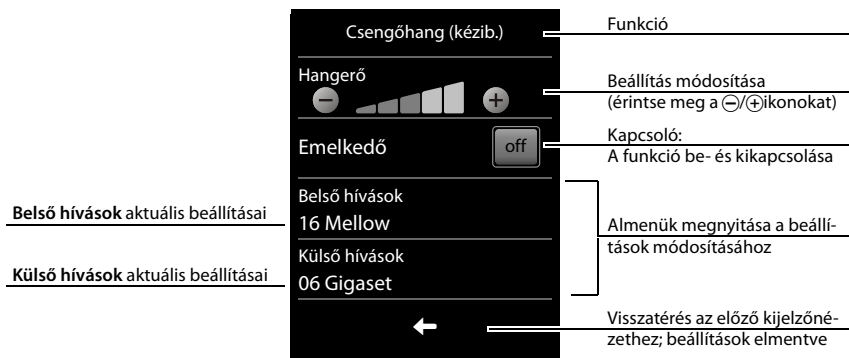 Csengőhang (kézib.)
Funkció
Hangerő
Beállítás módosítása
(érintse meg a ⊖/⊕ikonokat)
Emelkedő
off
Kapcsoló:
A funkció be- és kikapcsolása
Belső hívások
16 Mellow
Belső hívások aktuális beállításai
Külső hívások
06 Gigaset
Külső hívások aktuális beállításai
Almenük megnyitása a beállí-
tások módosításához
Visszatérés az előző kijelzőné-
zethez; beállítások elmentve